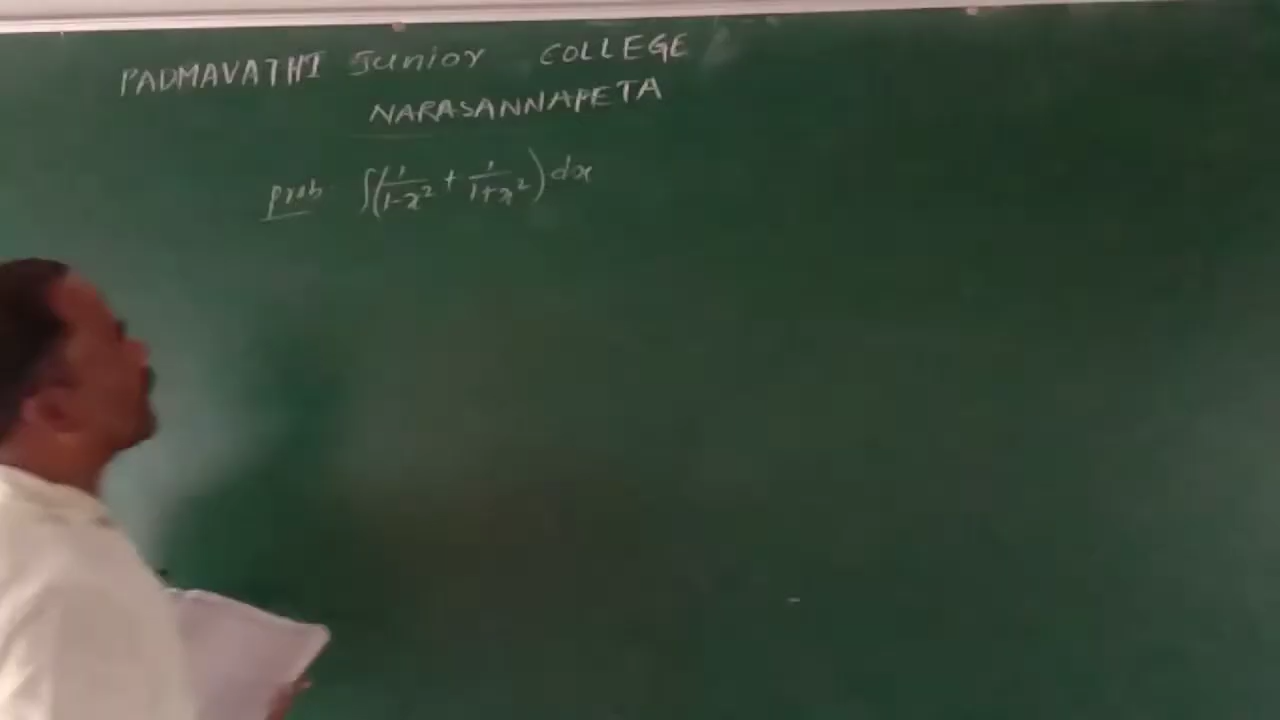 PADMAVATHI Junior COLLEGE
NARASANNAPETA
prob ∫(1/(1-x²) + 1/(1+x²)) dx